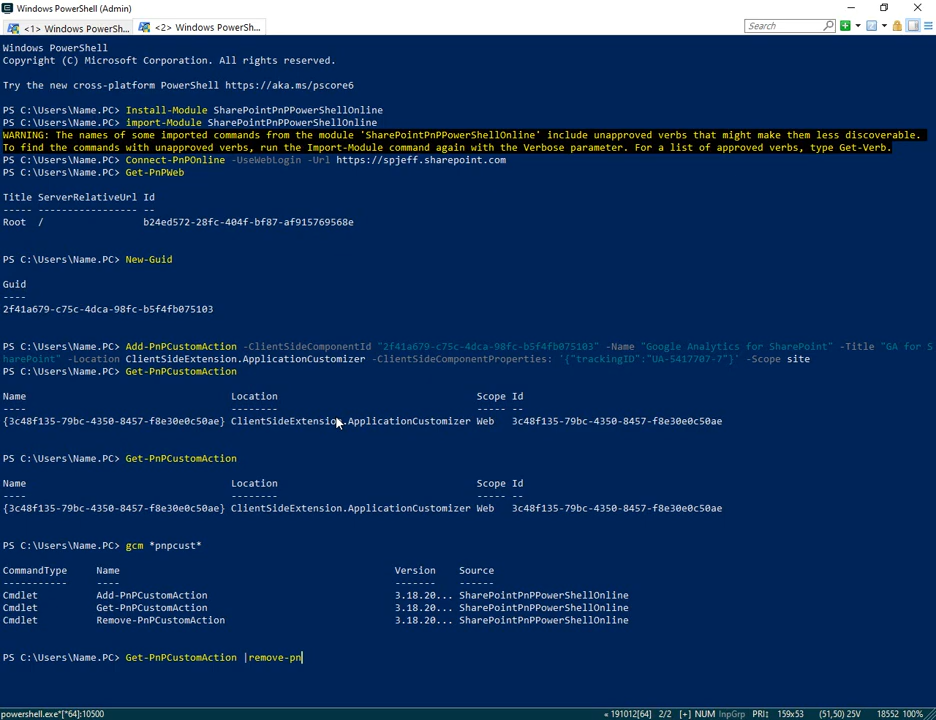 Windows PowerShell (Admin)
<1> Windows PowerSh...
<2> Windows PowerSh...
Search
Windows PowerShell
Copyright (C) Microsoft Corporation. All rights reserved.
Try the new cross-platform PowerShell https://aka.ms/pscore6
PS C:\Users\Name.PC> Install-Module SharePointPnPPowerShellOnline
PS C:\Users\Name.PC> import-Module SharePointPnPPowerShellOnline
WARNING: The names of some imported commands from the module 'SharePointPnPPowerShellOnline' include unapproved verbs that might make them less discoverable.
To find the commands with unapproved verbs, run the Import-Module command again with the Verbose parameter. For a list of approved verbs, type Get-Verb.
PS C:\Users\Name.PC> Connect-PnPOnline -UseWebLogin -Url https://spjeff.sharepoint.com
PS C:\Users\Name.PC> Get-PnPWeb
Title ServerRelativeUrl Id
----- ----------------- --
Root  /                 b24ed572-28fc-404f-bf87-af915769568e
PS C:\Users\Name.PC> New-Guid
Guid
----
2f41a679-c75c-4dca-98fc-b5f4fb075103
PS C:\Users\Name.PC> Add-PnPCustomAction -ClientSideComponentId "2f41a679-c75c-4dca-98fc-b5f4fb075103" -Name "Google Analytics for SharePoint" -Title "GA for S
harePoint" -Location ClientSideExtension.ApplicationCustomizer -ClientSideComponentProperties: '{"trackingID":"UA-5417707-7"}' -Scope site
PS C:\Users\Name.PC> Get-PnPCustomAction
Name Location Scope Id
---- -------- ----- --
{3c48f135-79bc-4350-8457-f8e30e0c50ae} ClientSideExtension.ApplicationCustomizer Web 3c48f135-79bc-4350-8457-f8e30e0c50ae
PS C:\Users\Name.PC> Get-PnPCustomAction
Name Location Scope Id
---- -------- ----- --
{3c48f135-79bc-4350-8457-f8e30e0c50ae} ClientSideExtension.ApplicationCustomizer Web 3c48f135-79bc-4350-8457-f8e30e0c50ae
PS C:\Users\Name.PC> gcm *pnpcust*
CommandType Name Version Source
----------- ---- ------- ------
Cmdlet Add-PnPCustomAction 3.18.20... SharePointPnPPowerShellOnline
Cmdlet Get-PnPCustomAction 3.18.20... SharePointPnPPowerShellOnline
Cmdlet Remove-PnPCustomAction 3.18.20... SharePointPnPPowerShellOnline
PS C:\Users\Name.PC> Get-PnPCustomAction |remove-pn
powershell.exe*[*64]:10500
« 191012[64] 2/2 [+] NUM InpGrp PRI↕ 159x53 (51,50) 25V 18552 100%